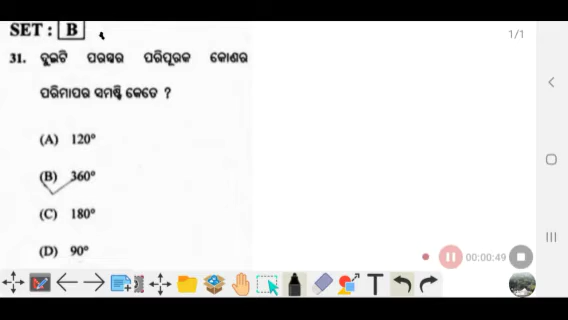 SET : B
1/1
31. ଦୁଇଟି ପରସ୍ପର ପରିପୂରକ କୋଣର
ପରିମାପର ସମଷ୍ଟି କେତେ ?
(A) 120°
(B) 360°
(C) 180°
(D) 90°
00:00:49
T